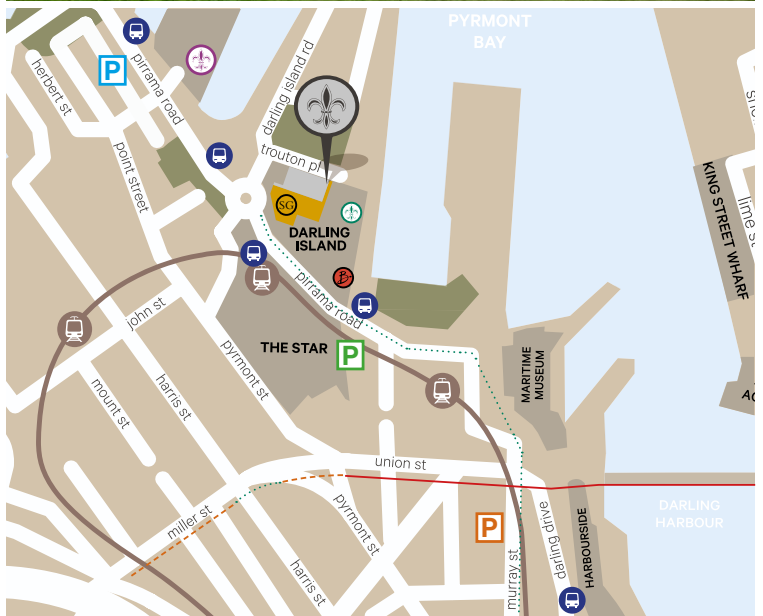 PYRMONT
BAY
P
herbert st
pirrama road
darling island rd
trouton pl
point street
SG
DARLING
ISLAND
KING STREET WHARF
lime st
B
pirrama road
john st
THE STAR
P
pyrmont st
MARITIME
MUSEUM
mount st
harris st
union st
miller st
pyrmont st
P
DARLING
HARBOUR
harris st
murray st
darling drive
HARBOURSIDE